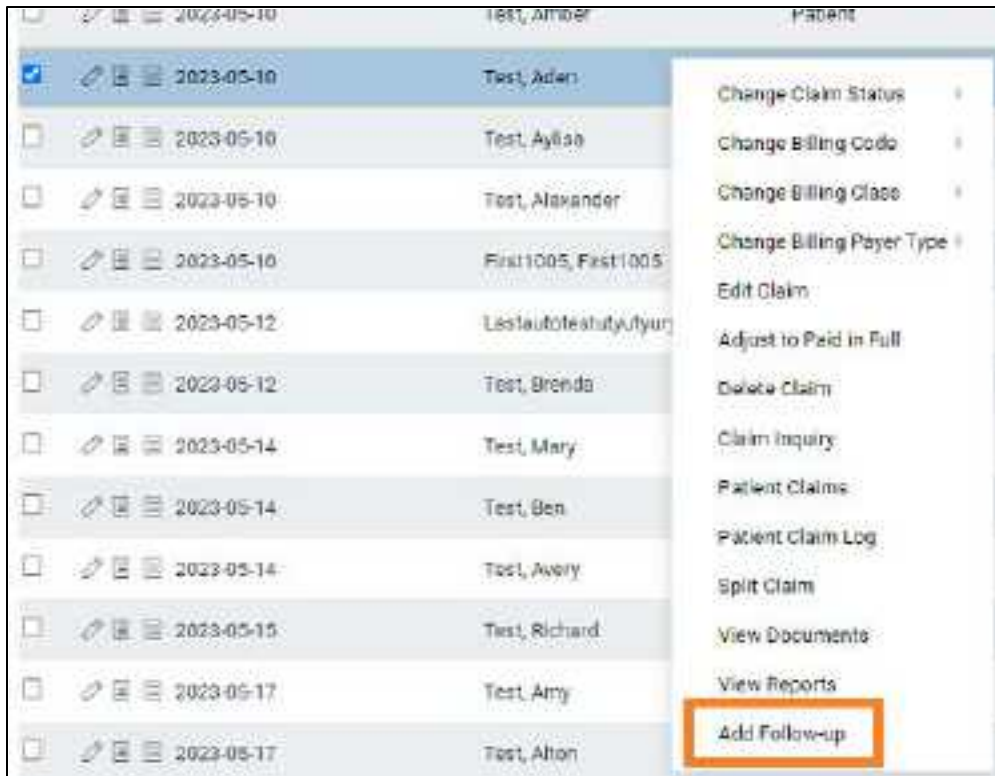 2023-05-10 Test, Amber Patient
2023-05-10 Test, Aden
2023-05-10 Test, Aylisa
2023-05-10 Test, Alexander
2023-05-10 First1005, First1005
2023-05-12
2023-05-12 Test, Brenda
2023-05-14 Test, Mary
2023-05-14 Test, Ben
2023-05-14 Test, Avery
2023-05-15 Test, Richard
2023-05-17 Test, Amy
2023-05-17 Test, Alton
Change Claim Status
Change Billing Code
Change Billing Class
Change Billing Payer Type
Edit Claim
Adjust to Paid in Full
Delete Claim
Claim Inquiry
Patient Claims
Patient Claim Log
Split Claim
View Documents
View Reports
Add Follow-up